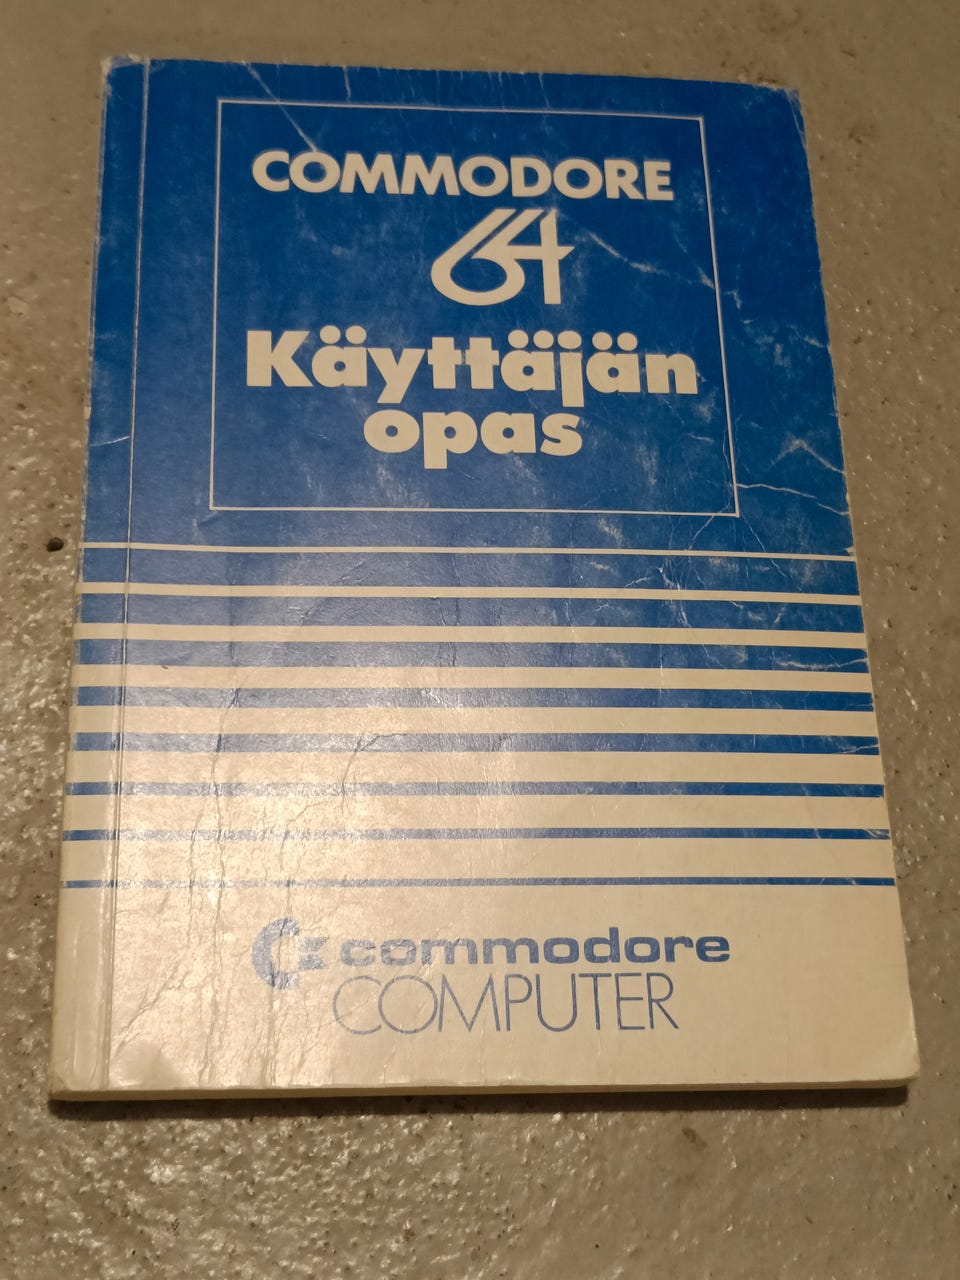 COMMODORE
64
Käyttäjän
opas
commodore
COMPUTER